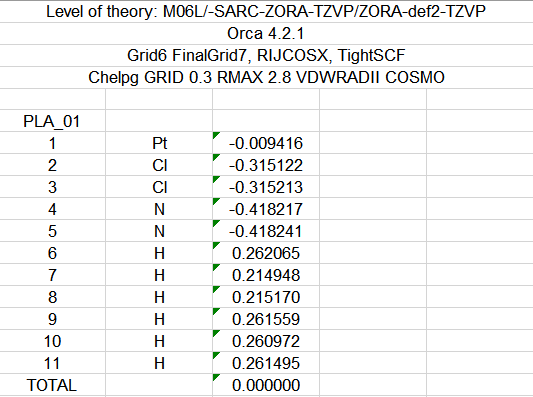 Level of theory: M06L/-SARC-ZORA-TZVP/ZORA-def2-TZVP
Orca 4.2.1
Grid6 FinalGrid7, RIJCOSX, TightSCF
Chelpg GRID 0.3 RMAX 2.8 VDWRADII COSMO
PLA_01
1 Pt -0.009416
2 Cl -0.315122
3 Cl -0.315213
4 N -0.418217
5 N -0.418241
6 H 0.262065
7 H 0.214948
8 H 0.215170
9 H 0.261559
10 H 0.260972
11 H 0.261495
TOTAL 0.000000